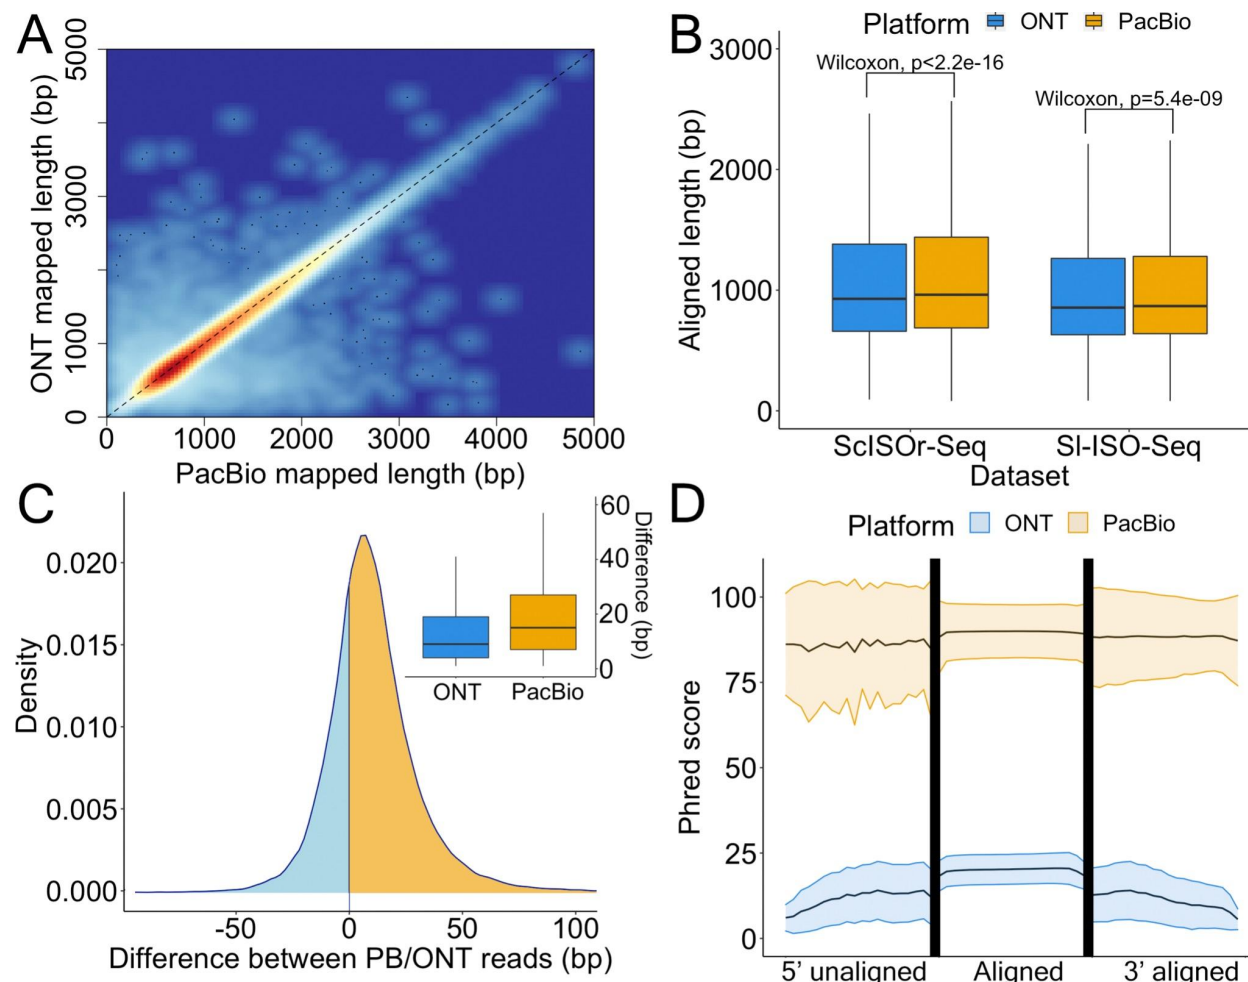 A
5000
3000
1000
0
ONT mapped length (bp)
0 1000 2000 3000 4000 5000
PacBio mapped length (bp)
B
Platform ONT PacBio
3000
2000
1000
0
Aligned length (bp)
Wilcoxon, p<2.2e-16
Wilcoxon, p=5.4e-09
ScISOr-Seq Sl-ISO-Seq
Dataset
C
0.020
0.015
0.010
0.005
0.000
Density
60
40
20
0
Difference (bp)
ONT PacBio
-50 0 50 100
Difference between PB/ONT reads (bp)
D
Platform ONT PacBio
100
75
50
25
0
Phred score
5’ unaligned Aligned 3’ aligned